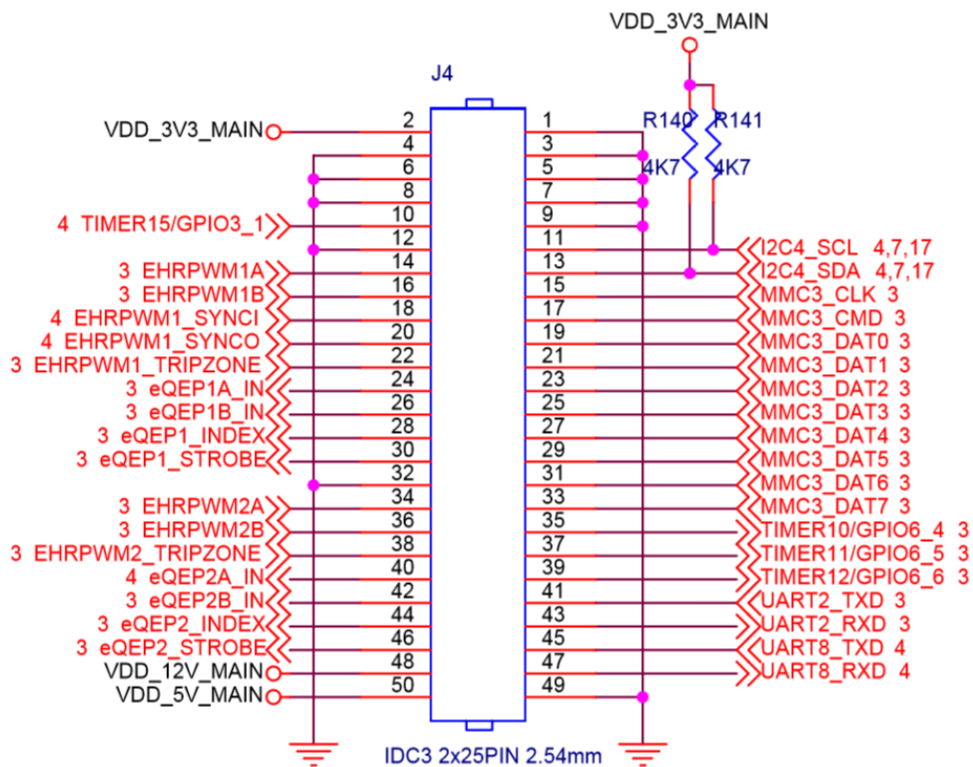 VDD_3V3_MAIN
J4
VDD_3V3_MAIN 2 1 R140 R141
4 3
6 5 4K7 4K7
8 7
4 TIMER15/GPIO3_1 10 9
12 11 I2C4_SCL 4,7,17
3 EHRPWM1A 14 13 I2C4_SDA 4,7,17
3 EHRPWM1B 16 15 MMC3_CLK 3
4 EHRPWM1_SYNCI 18 17 MMC3_CMD 3
4 EHRPWM1_SYNCO 20 19 MMC3_DAT0 3
3 EHRPWM1_TRIPZONE 22 21 MMC3_DAT1 3
3 eQEP1A_IN 24 23 MMC3_DAT2 3
3 eQEP1B_IN 26 25 MMC3_DAT3 3
3 eQEP1_INDEX 28 27 MMC3_DAT4 3
3 eQEP1_STROBE 30 29 MMC3_DAT5 3
32 31 MMC3_DAT6 3
3 EHRPWM2A 34 33 MMC3_DAT7 3
3 EHRPWM2B 36 35 TIMER10/GPIO6_4 3
3 EHRPWM2_TRIPZONE 38 37 TIMER11/GPIO6_5 3
4 eQEP2A_IN 40 39 TIMER12/GPIO6_6 3
3 eQEP2B_IN 42 41 UART2_TXD 3
3 eQEP2_INDEX 44 43 UART2_RXD 3
3 eQEP2_STROBE 46 45 UART8_TXD 4
VDD_12V_MAIN 48 47 UART8_RXD 4
VDD_5V_MAIN 50 49
IDC3 2x25PIN 2.54mm